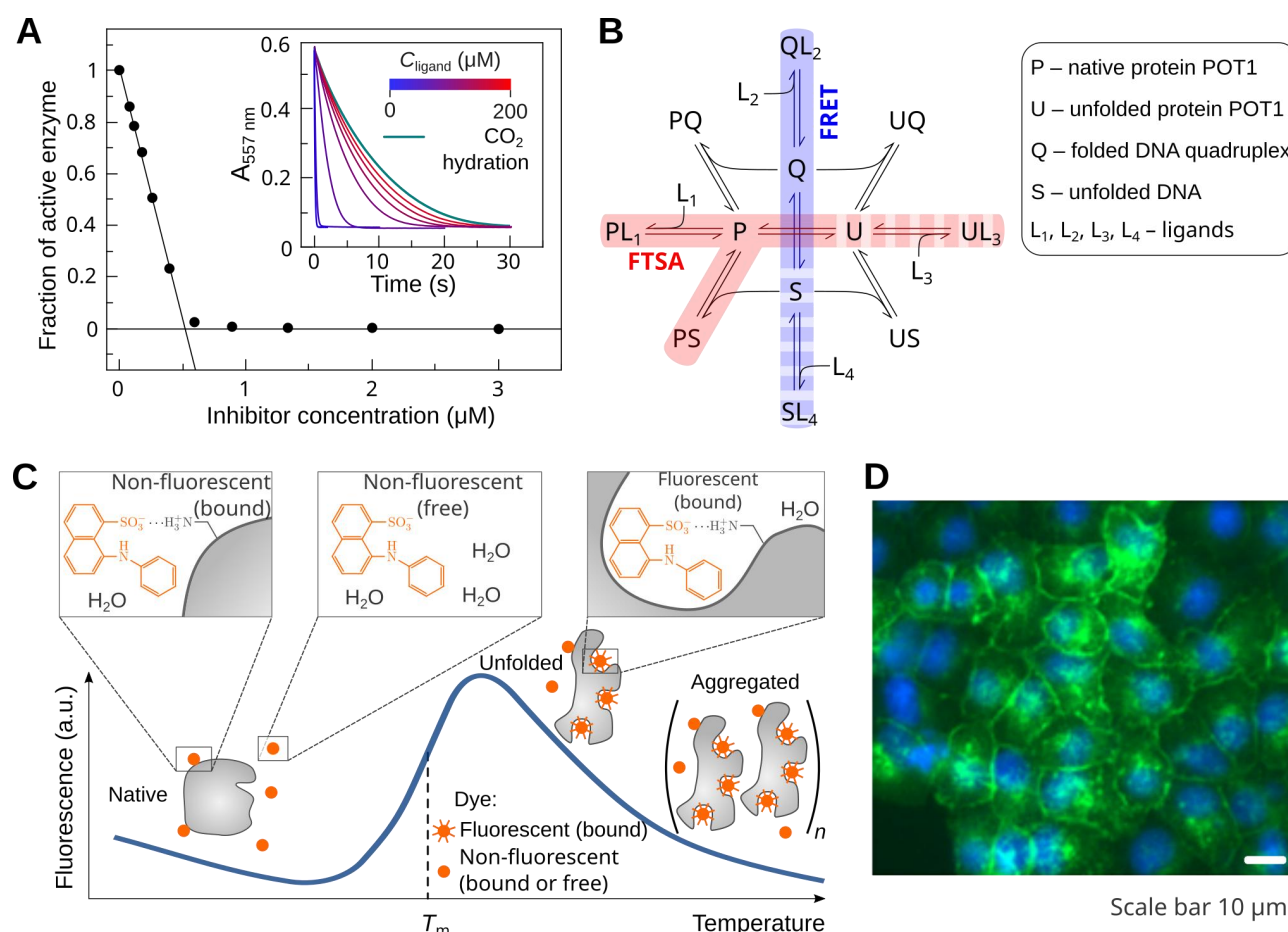 A
Fraction of active enzyme
1
0.8
0.6
0.4
0.2
0
0
1
2
3
Inhibitor concentration (µM)
A557 nm
0.6
0.4
0.2
0
0
10
20
30
Time (s)
Cligand (µM)
0
200
CO2
hydration
B
QL2
L2
FRET
PQ
UQ
Q
L1
PL1
P
U
UL3
FTSA
L3
S
PS
US
L4
SL4
P – native protein POT1
U – unfolded protein POT1
Q – folded DNA quadruplex
S – unfolded DNA
L1, L2, L3, L4 – ligands
C
Non-fluorescent
(bound)
SO3− ···H3+N
H
N
H2O
Non-fluorescent
(free)
SO3−
H
N
H2O
H2O
H2O
Fluorescent
(bound)
H2O
SO3− ···H3+N
H
N
Fluorescence (a.u.)
Native
Unfolded
Aggregated
n
Dye:
Fluorescent (bound)
Non-fluorescent
(bound or free)
Tm
Temperature
D
Scale bar 10 µm